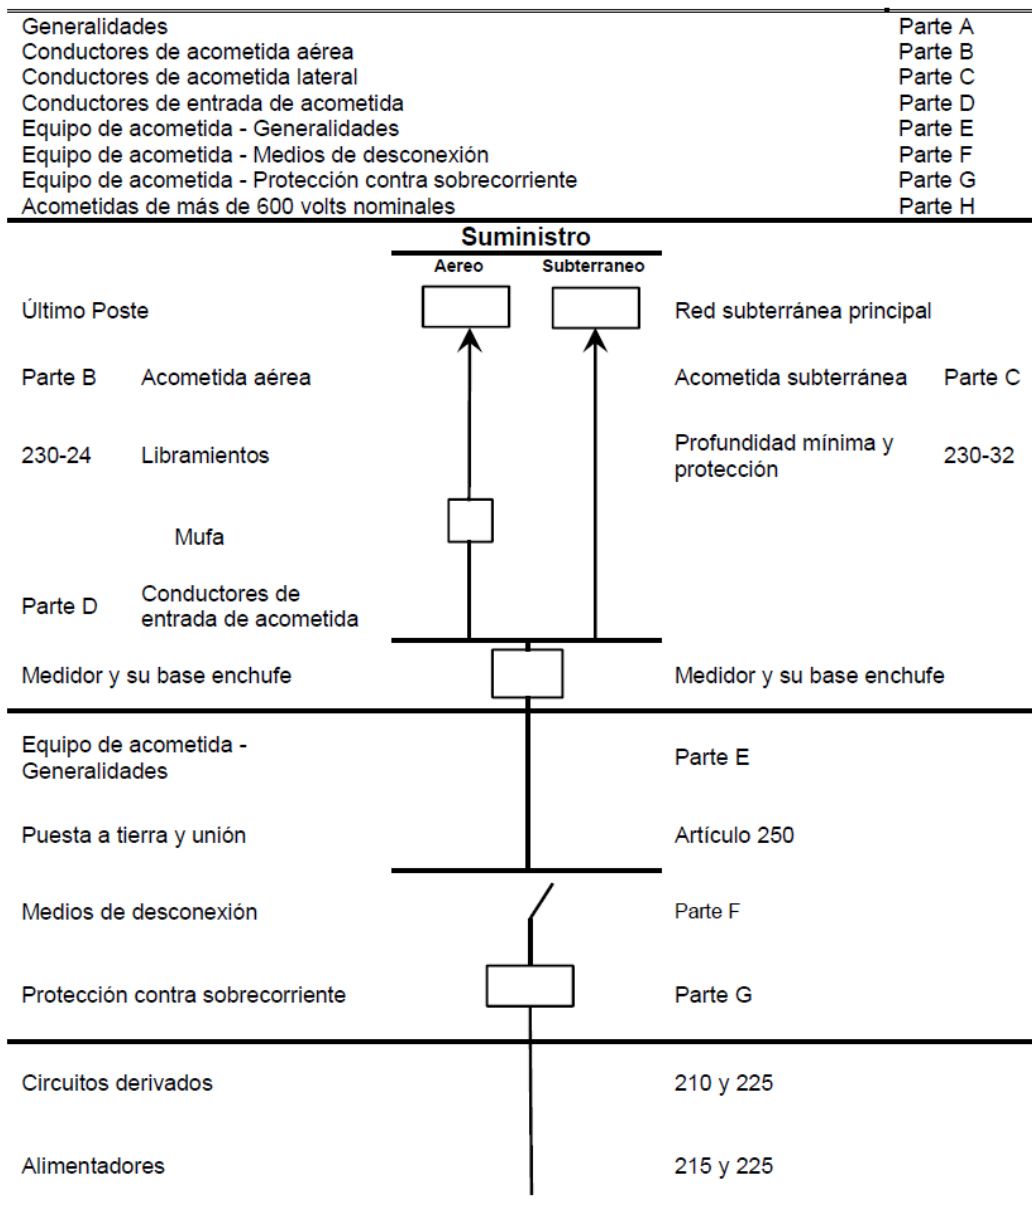 Generalidades Parte A
Conductores de acometida aérea Parte B
Conductores de acometida lateral Parte C
Conductores de entrada de acometida Parte D
Equipo de acometida - Generalidades Parte E
Equipo de acometida - Medios de desconexión Parte F
Equipo de acometida - Protección contra sobrecorriente Parte G
Acometidas de más de 600 volts nominales Parte H
Suministro
Aereo Subterraneo
Último Poste Red subterránea principal
Parte B Acometida aérea Acometida subterránea Parte C
230-24 Libramientos Profundidad mínima y
protección 230-32
Mufa
Parte D Conductores de
entrada de acometida
Medidor y su base enchufe Medidor y su base enchufe
Equipo de acometida -
Generalidades Parte E
Puesta a tierra y unión Artículo 250
Medios de desconexión Parte F
Protección contra sobrecorriente Parte G
Circuitos derivados 210 y 225
Alimentadores 215 y 225